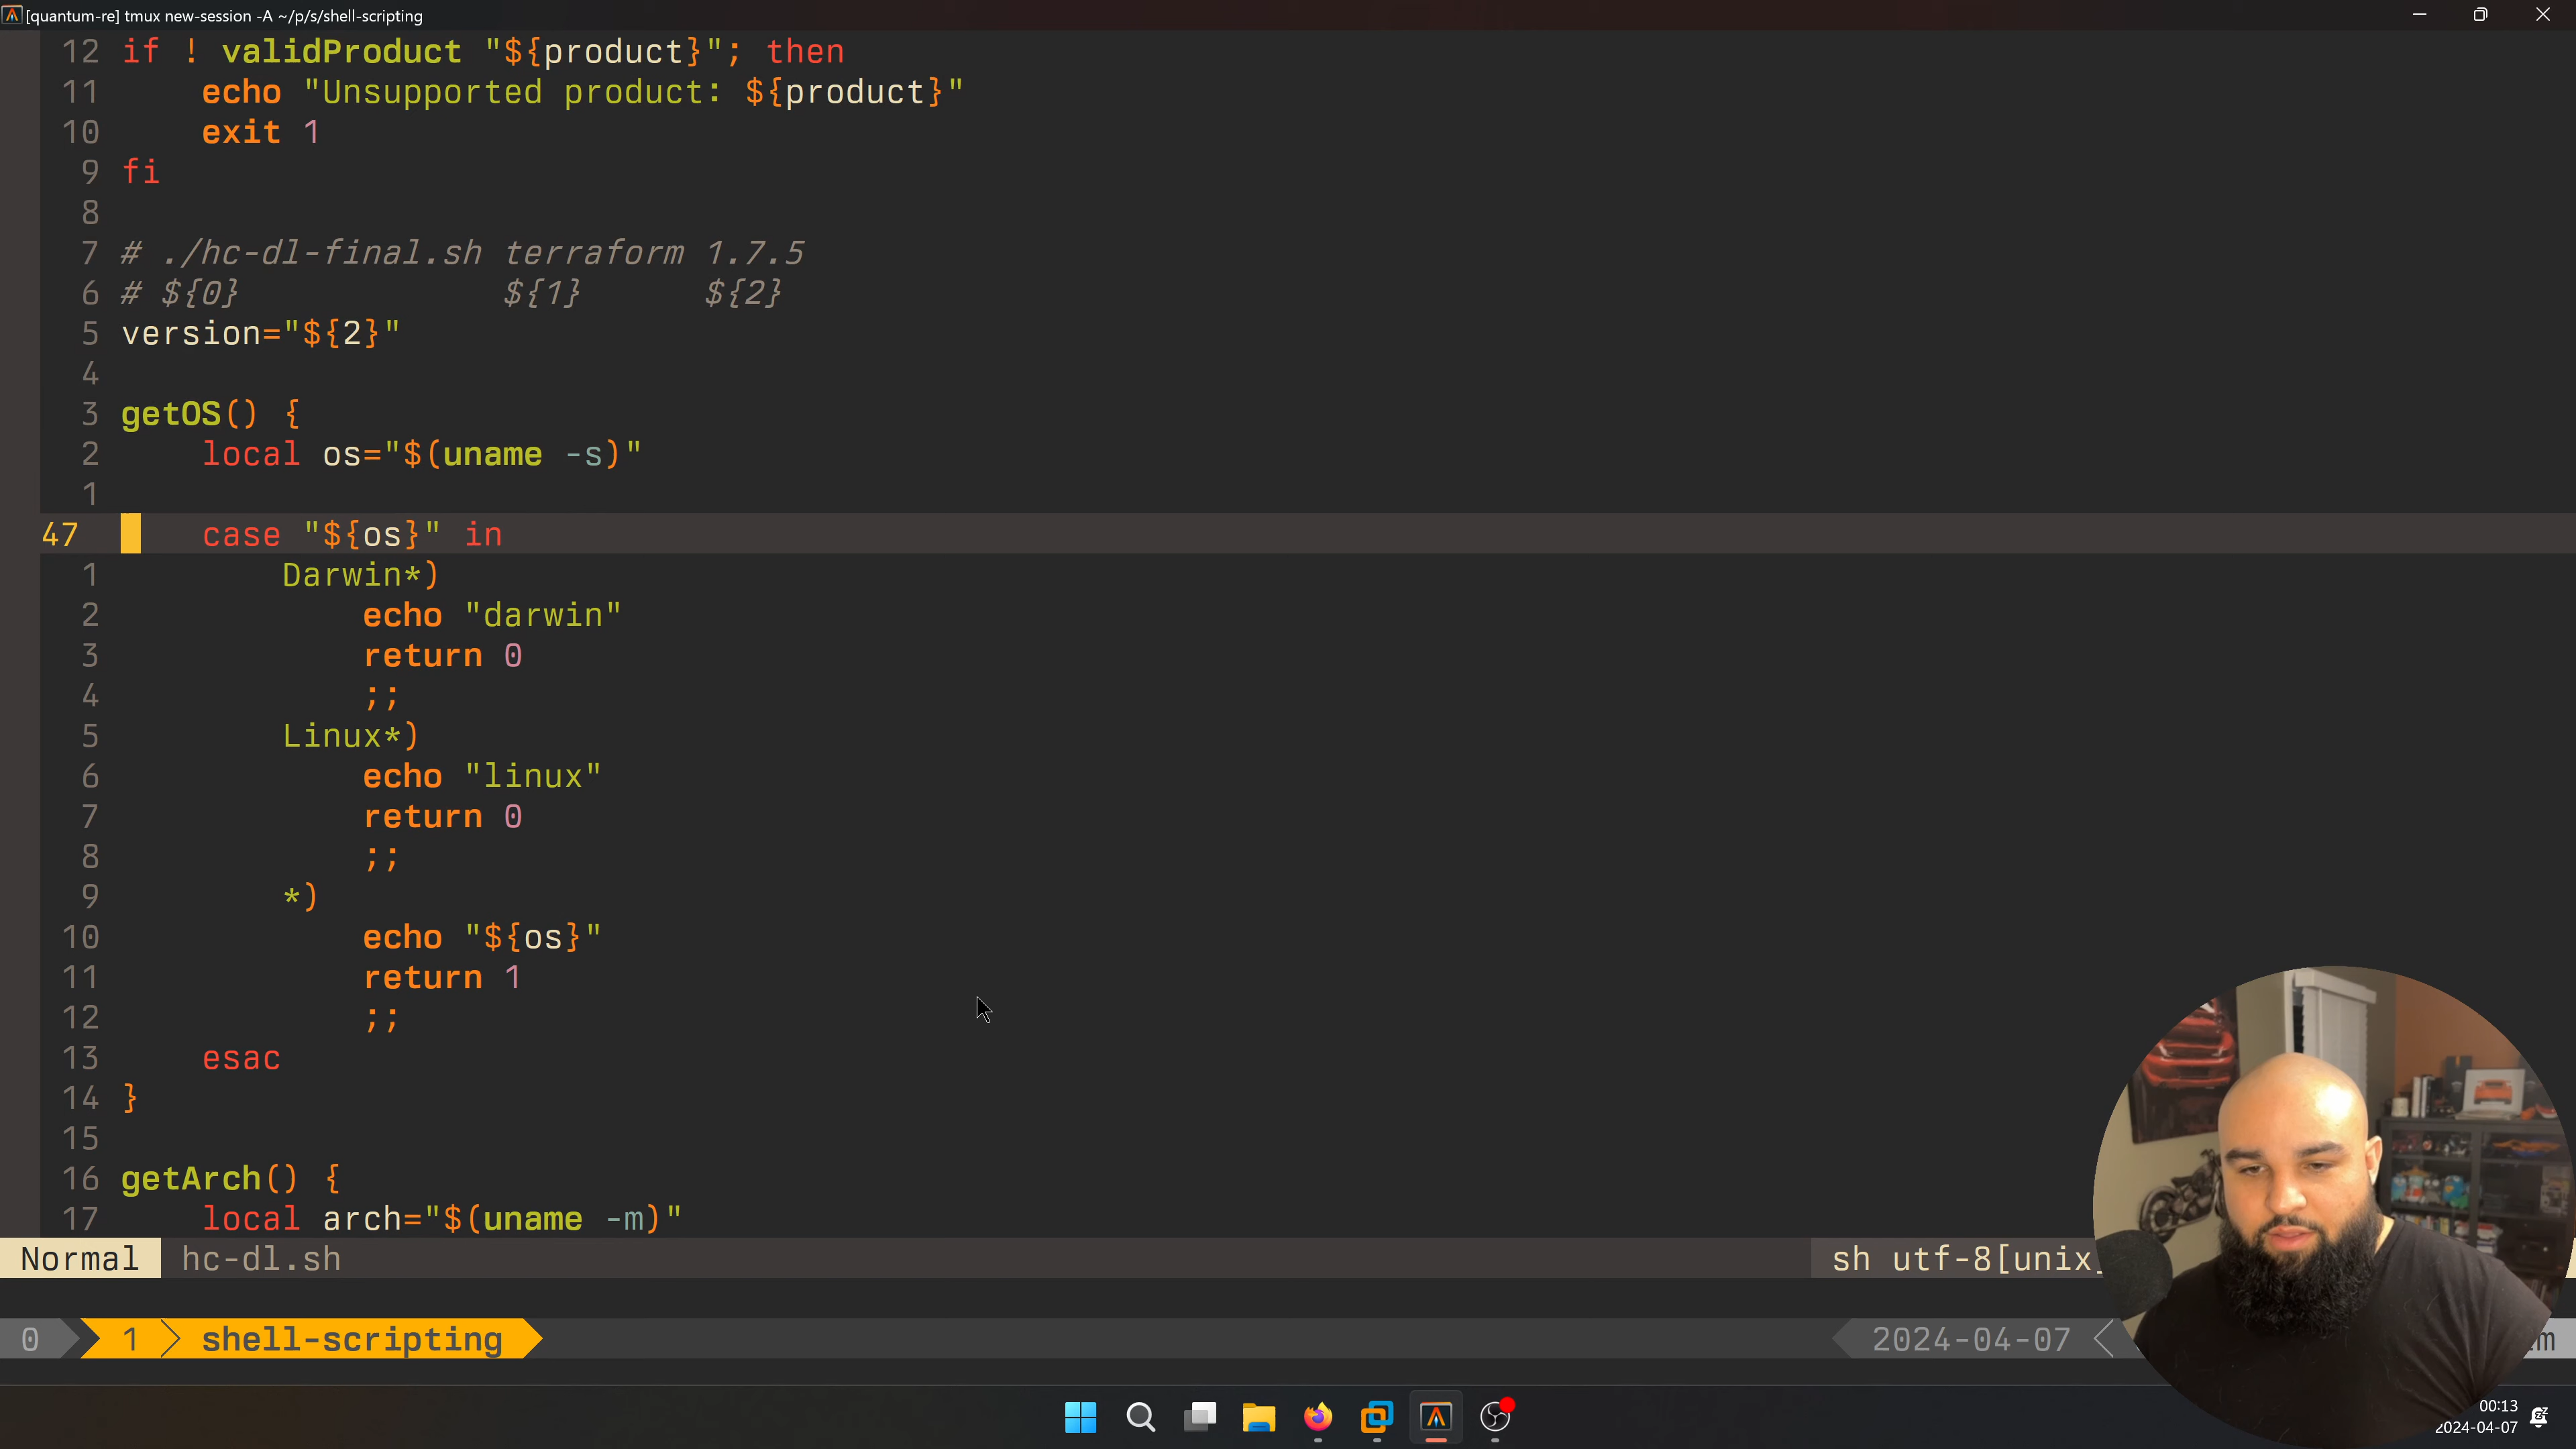 [quantum-re] tmux new-session -A ~/p/s/shell-scripting
12 if ! validProduct "${product}"; then
11 echo "Unsupported product: ${product}"
10 exit 1
9 fi
8
7 # ./hc-dl-final.sh terraform 1.7.5
6 # ${0} ${1} ${2}
5 version="${2}"
4
3 getOS() {
2 local os="$(uname -s)"
1
47 case "${os}" in
1 Darwin*)
2 echo "darwin"
3 return 0
4 ;;
5 Linux*)
6 echo "linux"
7 return 0
8 ;;
9 *)
10 echo "${os}"
11 return 1
12 ;;
13 esac
14 }
15
16 getArch() {
17 local arch="$(uname -m)"
Normal hc-dl.sh sh utf-8[unix]
0 1 shell-scripting 2024-04-07
00:13
2024-04-07